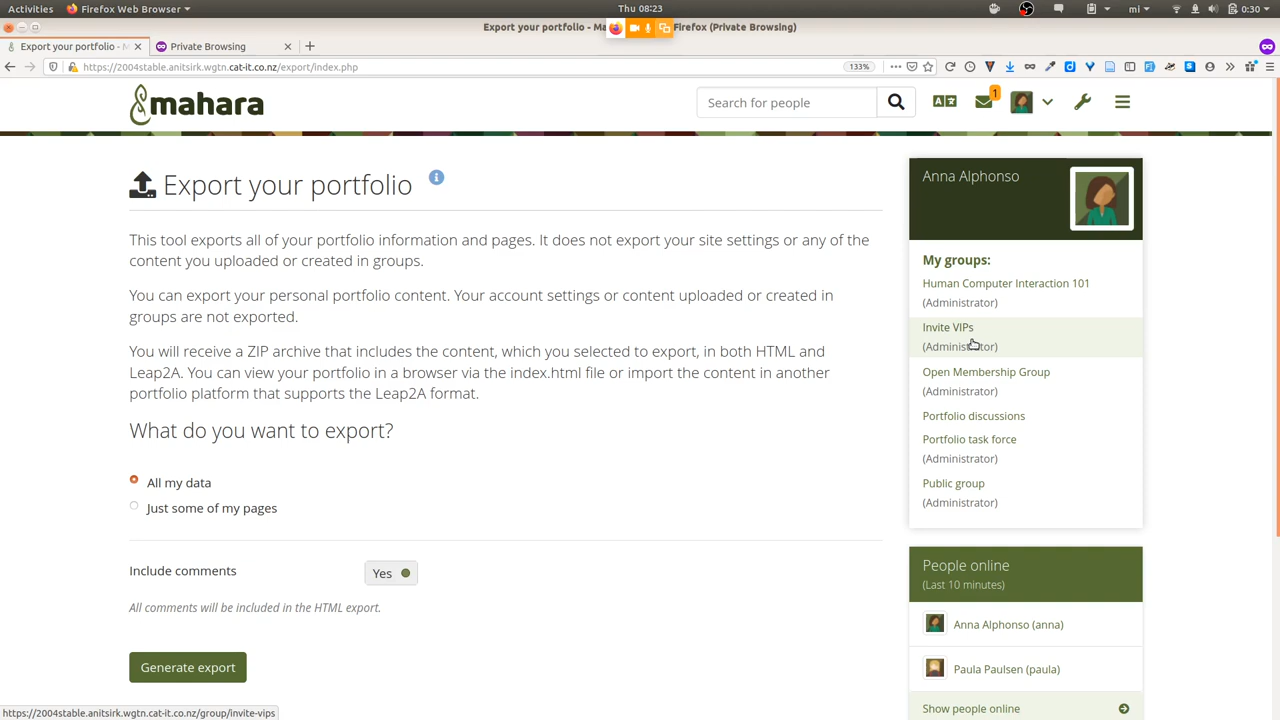 Activities Firefox Web Browser Thu 08:23 mi 0:30
Export your portfolio - Ma Firefox (Private Browsing)
Export your portfolio - M Private Browsing
https://2004stable.anitsirk.wgtn.cat-it.co.nz/export/index.php 133%
mahara Search for people 1
Export your portfolio
This tool exports all of your portfolio information and pages. It does not export your site settings or any of the
content you uploaded or created in groups.
You can export your personal portfolio content. Your account settings or content uploaded or created in
groups are not exported.
You will receive a ZIP archive that includes the content, which you selected to export, in both HTML and
Leap2A. You can view your portfolio in a browser via the index.html file or import the content in another
portfolio platform that supports the Leap2A format.
What do you want to export?
All my data
Just some of my pages
Include comments Yes
All comments will be included in the HTML export.
Generate export
Anna Alphonso
My groups:
Human Computer Interaction 101
(Administrator)
Invite VIPs
(Administrator)
Open Membership Group
(Administrator)
Portfolio discussions
Portfolio task force
(Administrator)
Public group
(Administrator)
People online
(Last 10 minutes)
Anna Alphonso (anna)
Paula Paulsen (paula)
Show people online
https://2004stable.anitsirk.wgtn.cat-it.co.nz/group/invite-vips